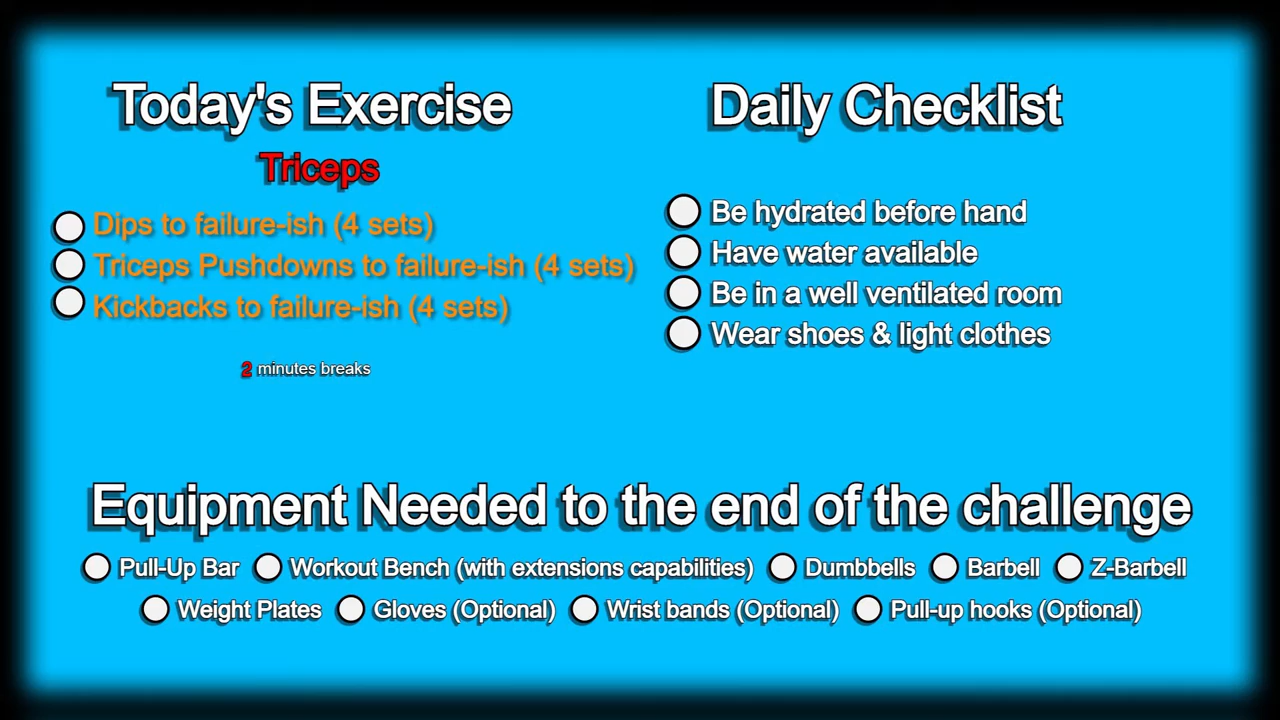 Today's Exercise
Triceps
Dips to failure-ish (4 sets)
Triceps Pushdowns to failure-ish (4 sets)
Kickbacks to failure-ish (4 sets)
2 minutes breaks
Daily Checklist
Be hydrated before hand
Have water available
Be in a well ventilated room
Wear shoes & light clothes
Equipment Needed to the end of the challenge
Pull-Up Bar Workout Bench (with extensions capabilities) Dumbbells Barbell Z-Barbell
Weight Plates Gloves (Optional) Wrist bands (Optional) Pull-up hooks (Optional)